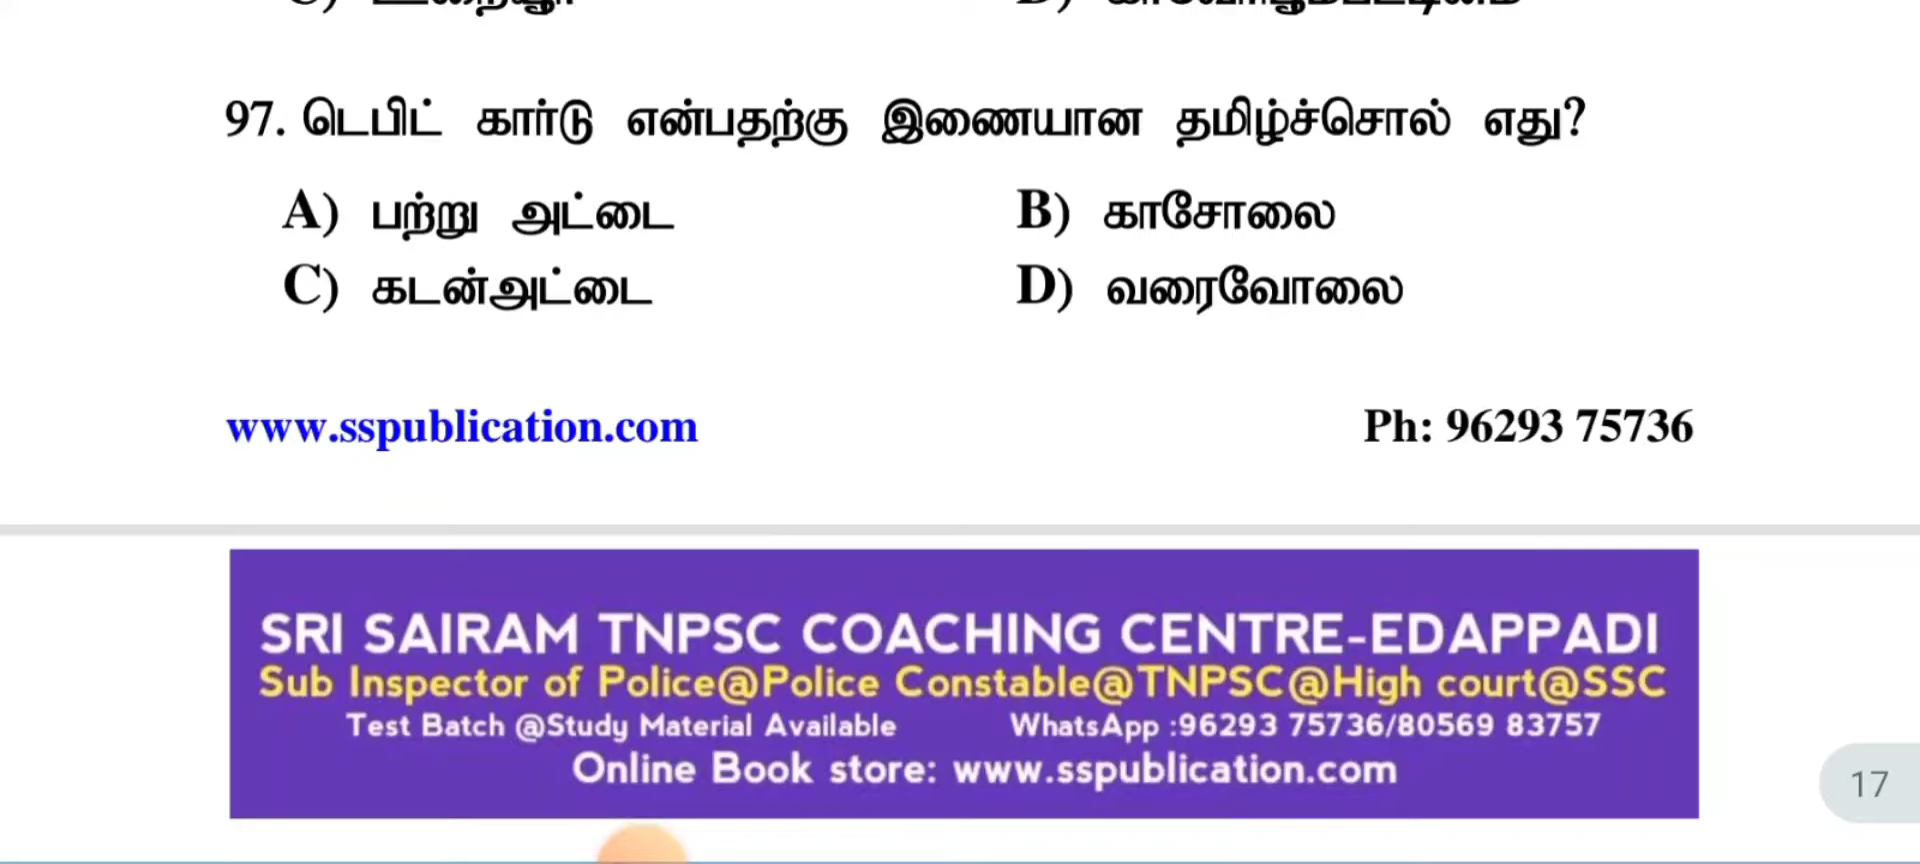 97. டெபிட் கார்டு என்பதற்கு இணையான தமிழ்ச்சொல் எது?
A) பற்று அட்டை B) காசோலை
C) கடன்அட்டை D) வரைவோலை
www.sspublication.com Ph: 96293 75736
SRI SAIRAM TNPSC COACHING CENTRE-EDAPPADI
Sub Inspector of Police@Police Constable@TNPSC@High court@SSC
Test Batch @Study Material Available WhatsApp :96293 75736/80569 83757
Online Book store: www.sspublication.com
17